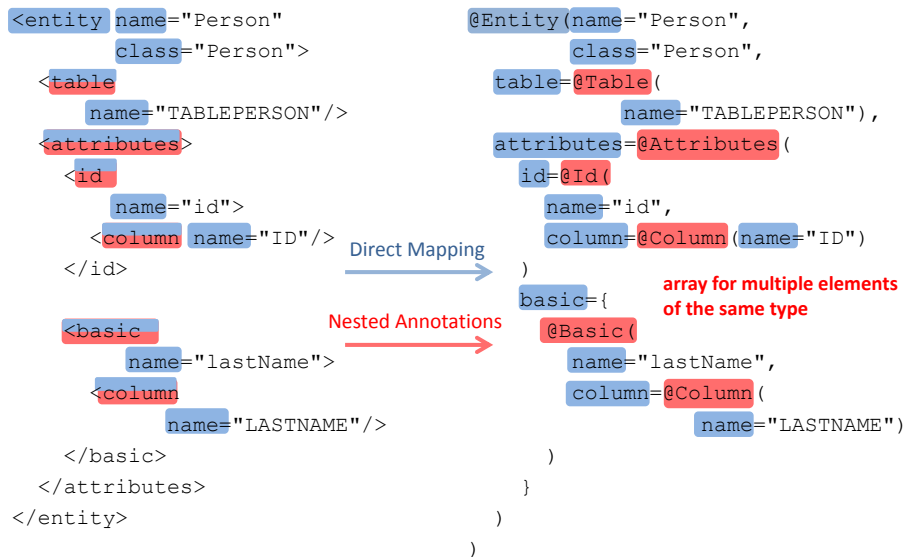 <entity name="Person"
class="Person">
<table
name="TABLEPERSON"/>
<attributes>
<id
name="id">
<column name="ID"/>
</id>
<basic
name="lastName">
<column
name="LASTNAME"/>
</basic>
</attributes>
</entity>
Direct Mapping
Nested Annotations
@Entity(name="Person",
class="Person",
table=@Table(
name="TABLEPERSON"),
attributes=@Attributes(
id=@Id(
name="id",
column=@Column(name="ID")
)
basic={
@Basic(
name="lastName",
column=@Column(
name="LASTNAME")
)
}
)
)
array for multiple elements
of the same type